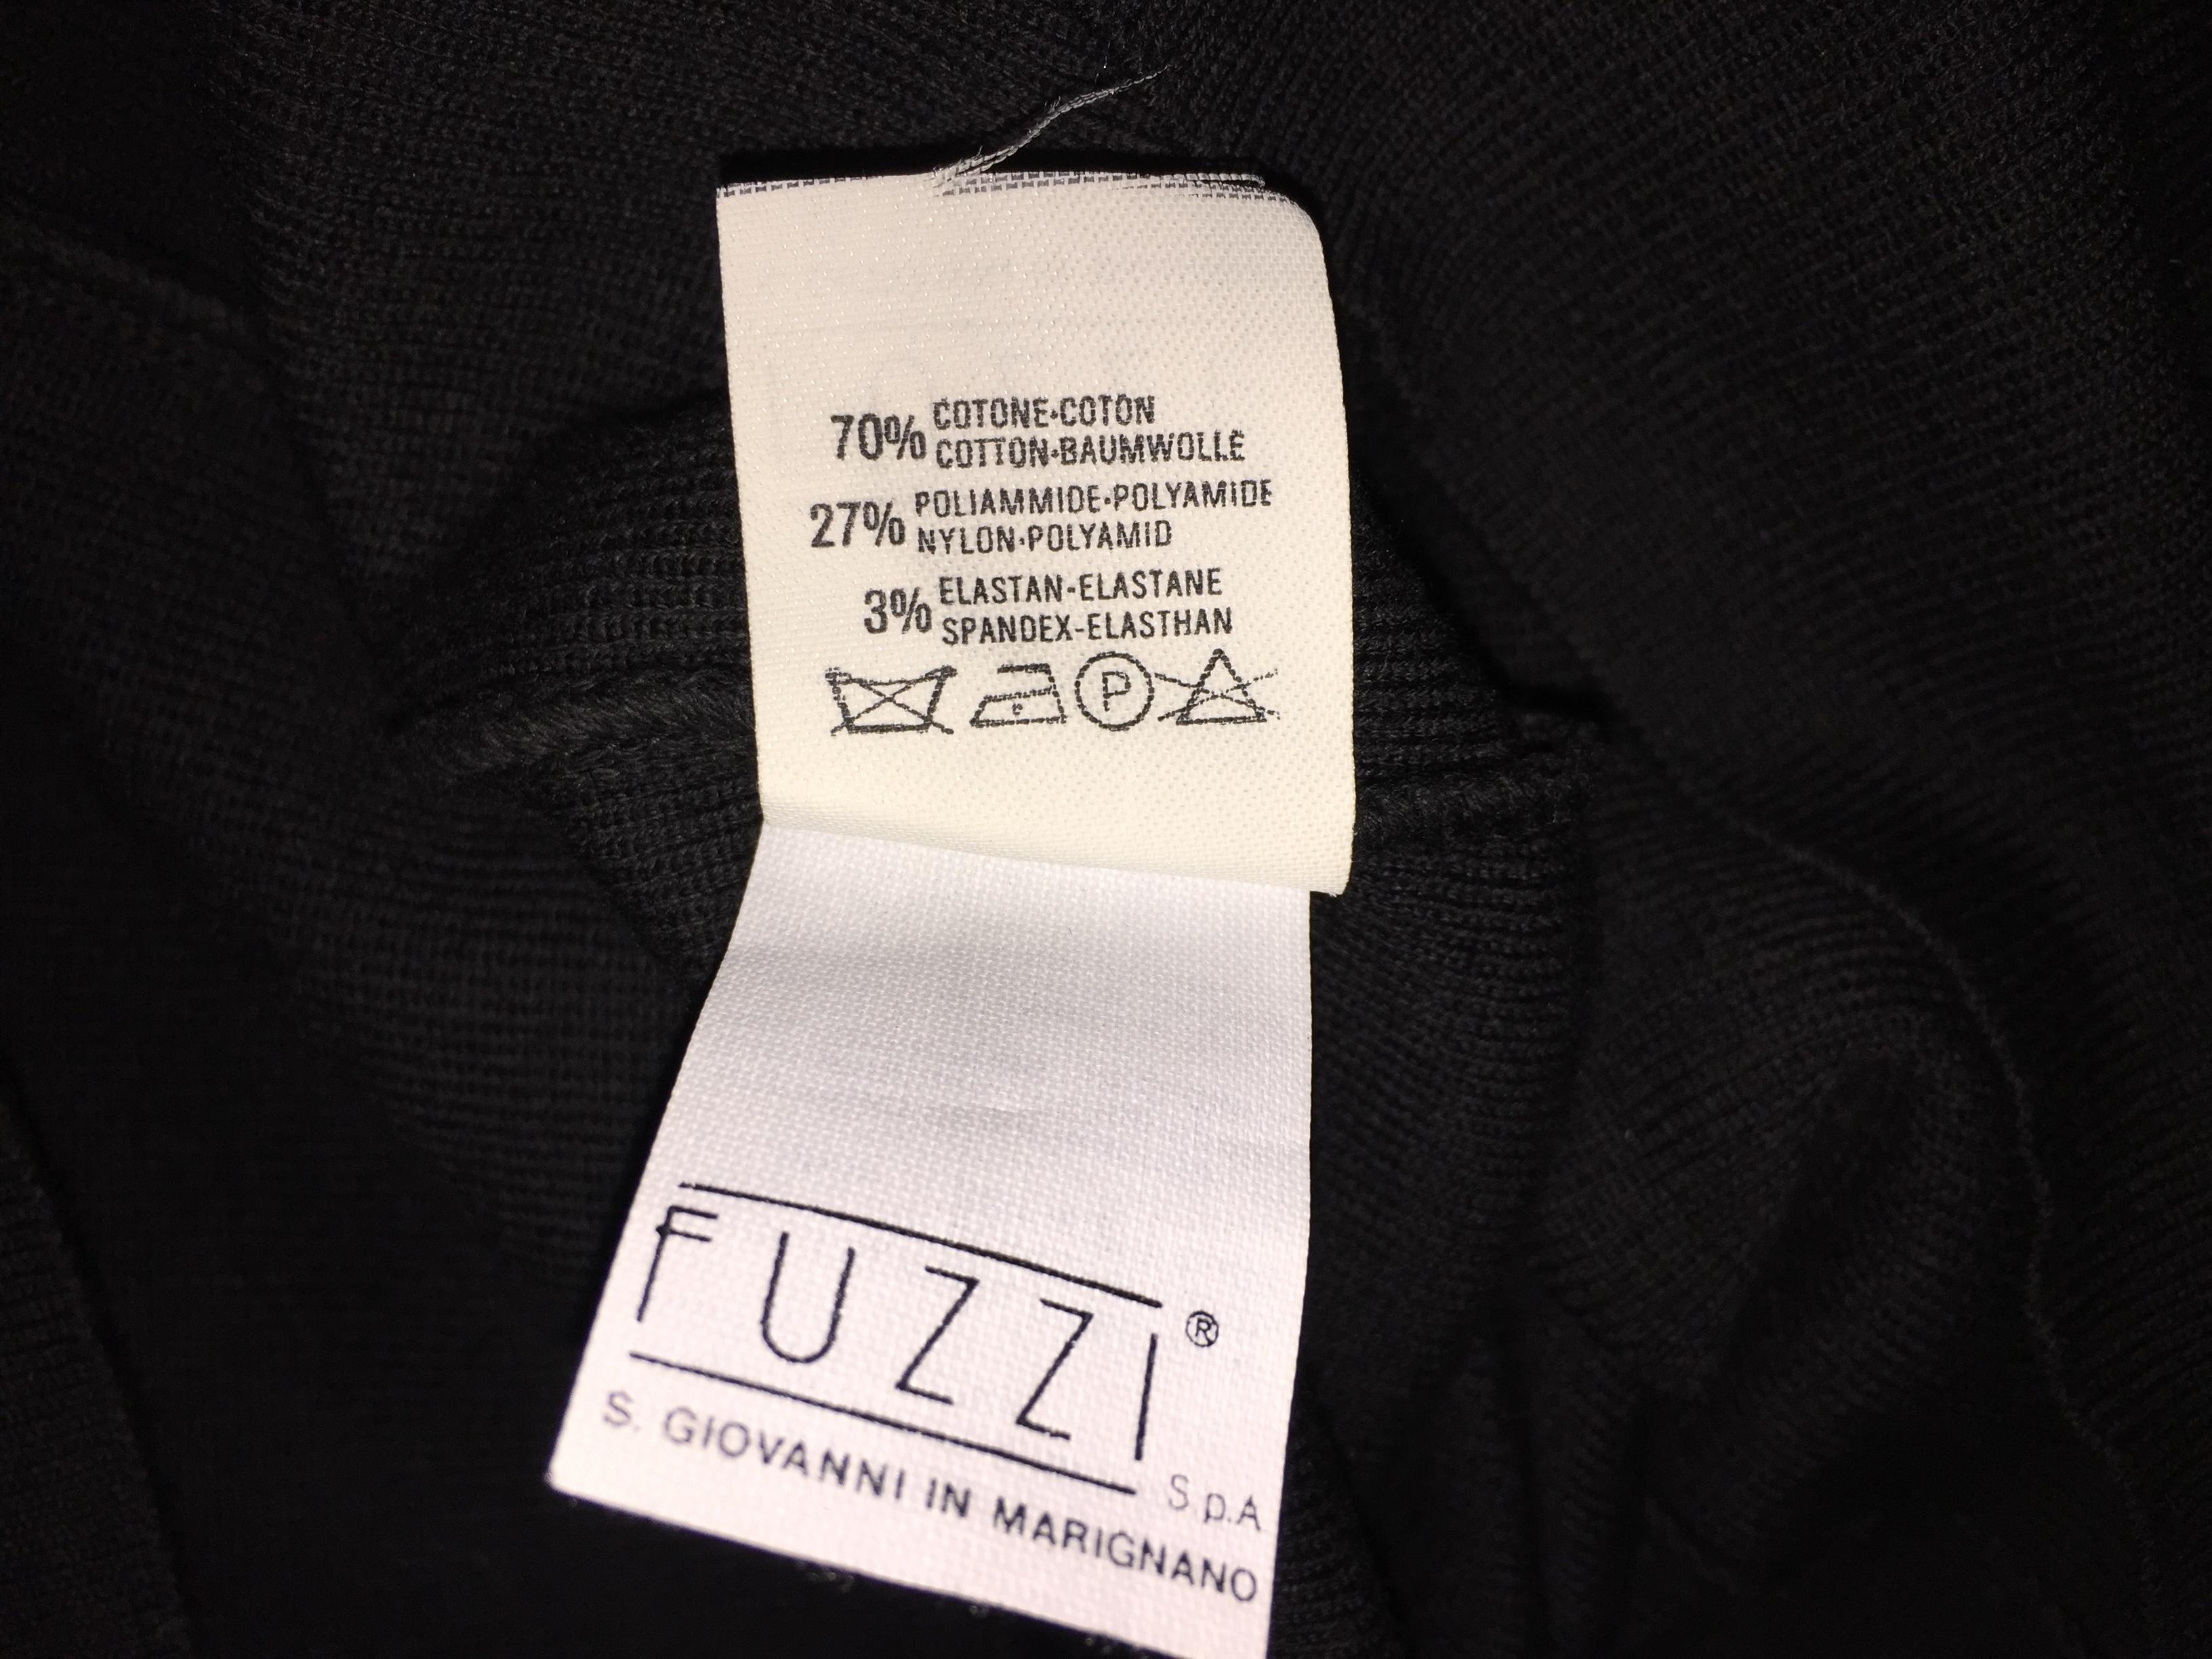 70% COTONE·COTON
COTTON·BAUMWOLLE
27% POLIAMMIDE·POLYAMIDE
NYLON·POLYAMID
3% ELASTAN-ELASTANE
SPANDEX-ELASTHAN
P
FUZZI®
S.p.A.
S. GIOVANNI IN MARIGNANO